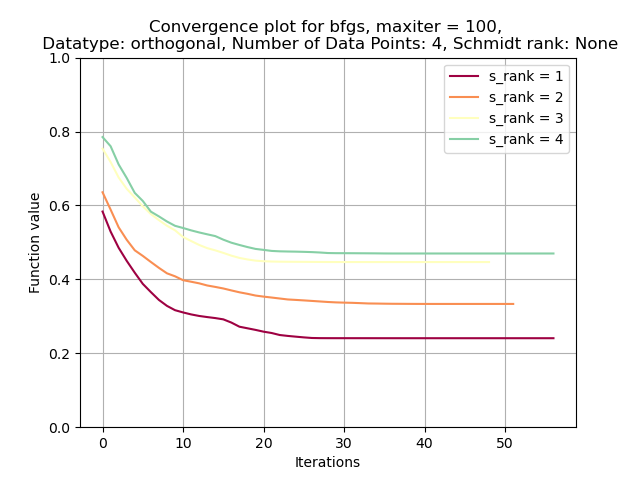 Convergence plot for bfgs, maxiter = 100,
Datatype: orthogonal, Number of Data Points: 4, Schmidt rank: None
s_rank = 1
s_rank = 2
s_rank = 3
s_rank = 4
1.0
0.8
0.6
0.4
0.2
0.0
Function value
0 10 20 30 40 50
Iterations